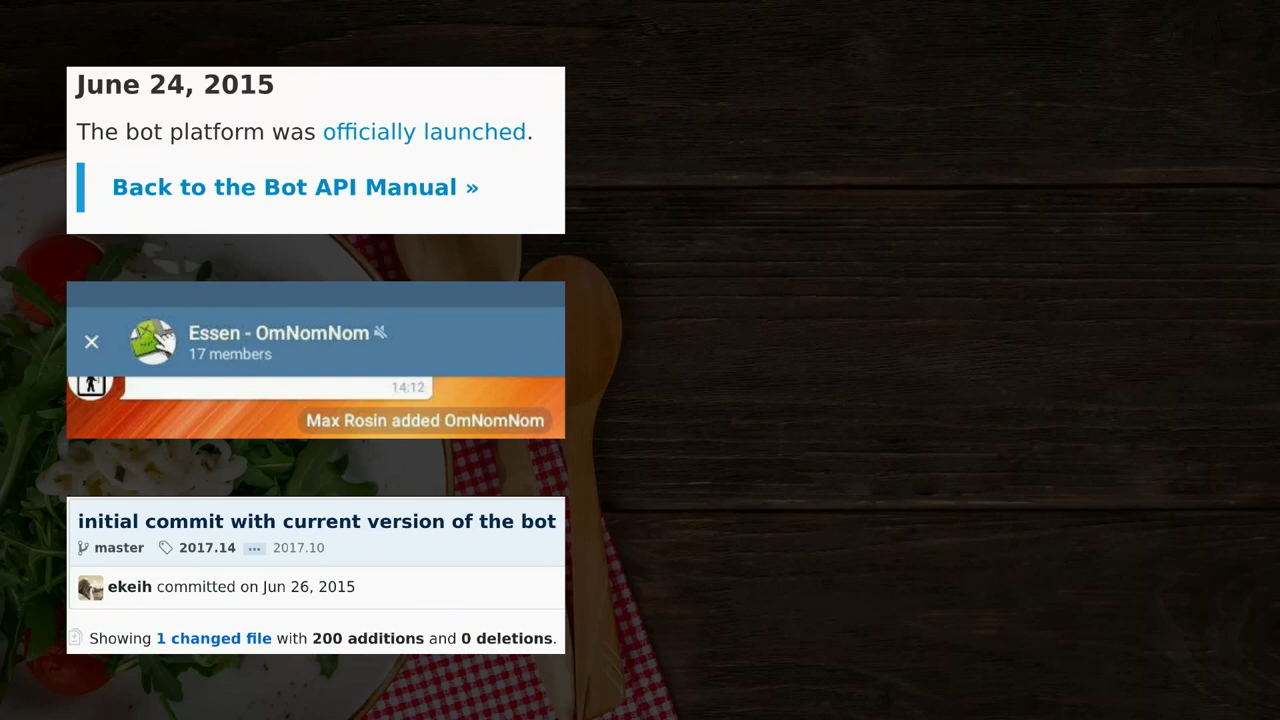 June 24, 2015
The bot platform was officially launched.
Back to the Bot API Manual »
Essen - OmNomNom
17 members
14:12
Max Rosin added OmNomNom
initial commit with current version of the bot
master 2017.14 ... 2017.10
ekeih committed on Jun 26, 2015
Showing 1 changed file with 200 additions and 0 deletions.